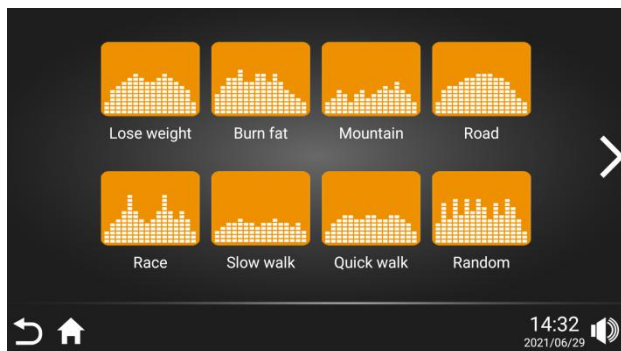 Lose weight
Burn fat
Mountain
Road
Race
Slow walk
Quick walk
Random
14:32
2021/06/29